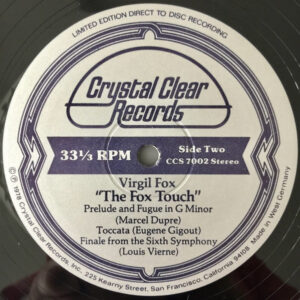 LIMITED EDITION DIRECT TO DISC RECORDING
Crystal Clear
Records
33⅓ RPM
Side Two
CCS 7002 Stereo
Virgil Fox
"The Fox Touch"
Prelude and Fugue in G Minor
(Marcel Dupre)
Toccata (Eugene Gigout)
Finale from the Sixth Symphony
(Louis Vierne)
©℗ 1978 Crystal Clear Records, Inc., 225 Kearny Street, San Francisco, California 94108 Made in West Germany